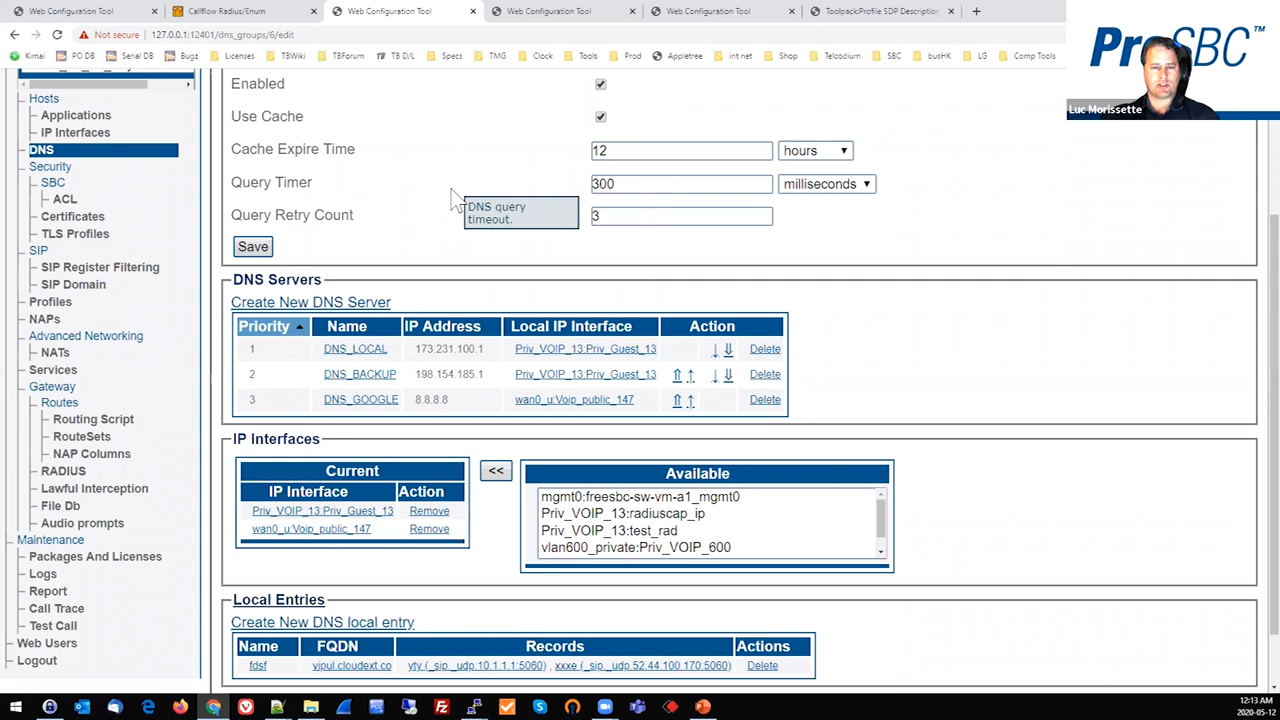 Web Configuration Tool
Callflow Radius/Enum
Web Configuration Tool
Web Configuration Tool
Web Configuration Tool
Toolpack:Profile SDP Description
Not secure
127.0.0.1:12401/dns_groups/6/edit
Kimai
PO DB
Serial DB
Bugz
Licenses
TBWiki
TBForum
TB D/L
Specs
TMG
Clock
Tools
Prod
Appletree
int net
Shop
Telcodium
SBC
busHK
LG
Comp Tools
ProSBC™
Luc Morissette
Hosts
Applications
IP Interfaces
DNS
Security
SBC
ACL
Certificates
TLS Profiles
SIP
SIP Register Filtering
SIP Domain
Profiles
NAPs
Advanced Networking
NATs
Services
Gateway
Routes
Routing Script
RouteSets
NAP Columns
RADIUS
Lawful Interception
File Db
Audio prompts
Maintenance
Packages And Licenses
Logs
Report
Call Trace
Test Call
Web Users
Logout
Enabled
Use Cache
Cache Expire Time 12 hours
Query Timer 300 milliseconds
DNS query
timeout.
Query Retry Count 3
Save
DNS Servers
Create New DNS Server
Priority Name IP Address Local IP Interface Action
1 DNS_LOCAL 173.231.100.1 Priv_VOIP_13:Priv_Guest_13 Delete
2 DNS_BACKUP 198.154.185.1 Priv_VOIP_13:Priv_Guest_13 Delete
3 DNS_GOOGLE 8.8.8.8 wan0_u:Voip_public_147 Delete
IP Interfaces
Current
IP Interface Action
Priv_VOIP_13:Priv_Guest_13 Remove
wan0_u:Voip_public_147 Remove
<<
Available
mgmt0:freesbc-sw-vm-a1_mgmt0
Priv_VOIP_13:radiuscap_ip
Priv_VOIP_13:test_rad
vlan600_private:Priv_VOIP_600
Local Entries
Create New DNS local entry
Name FQDN Records Actions
fdsf vipul.cloudext.co yty (_sip._udp.10.1.1.1:5060) , xxxe (_sip._udp.52.44.100.170:5060) Delete
12:13 AM
2020-05-12